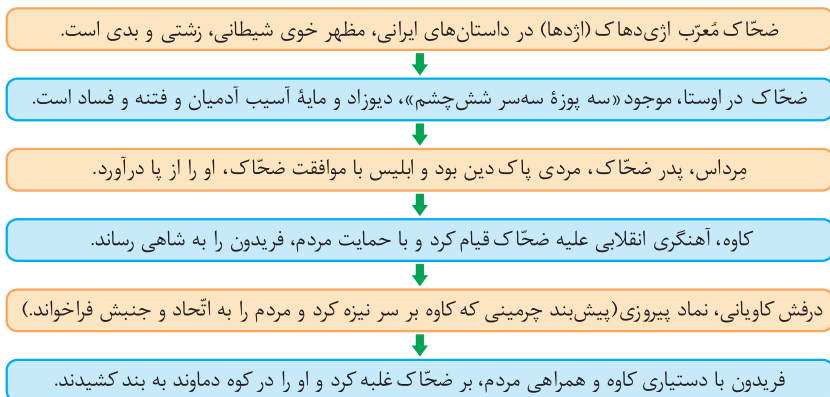 ضحّاک مُعرّب اژی‌دهاک (اژدها) در داستان‌های ایرانی، مظهر خوی شیطانی، زشتی و بدی است.
ضحّاک در اوستا، موجود «سه پوزهٔ سه‌سر شش‌چشم»، دیوزاد و مایهٔ آسیب آدمیان و فتنه و فساد است.
مِرداس، پدر ضحّاک، مردی پاک دین بود و ابلیس با موافقت ضحّاک، او را از پا درآورد.
کاوه، آهنگری انقلابی علیه ضحّاک قیام کرد و با حمایت مردم، فریدون را به شاهی رساند.
درفش کاویانی، نماد پیروزی(پیش‌بند چرمینی که کاوه بر سر نیزه کرد و مردم را به اتّحاد و جنبش فراخواند.)
فریدون با دستیاری کاوه و همراهی مردم، بر ضحّاک غلبه کرد و او را در کوه دماوند به بند کشیدند.